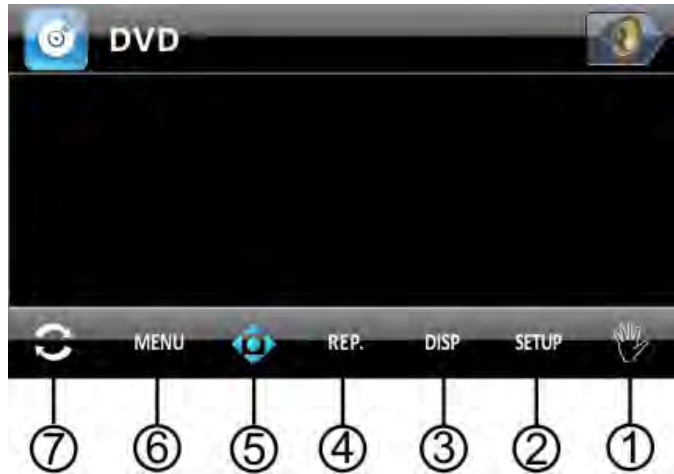 DVD
MENU REP. DISP SETUP
⑦ ⑥ ⑤ ④ ③ ② ①